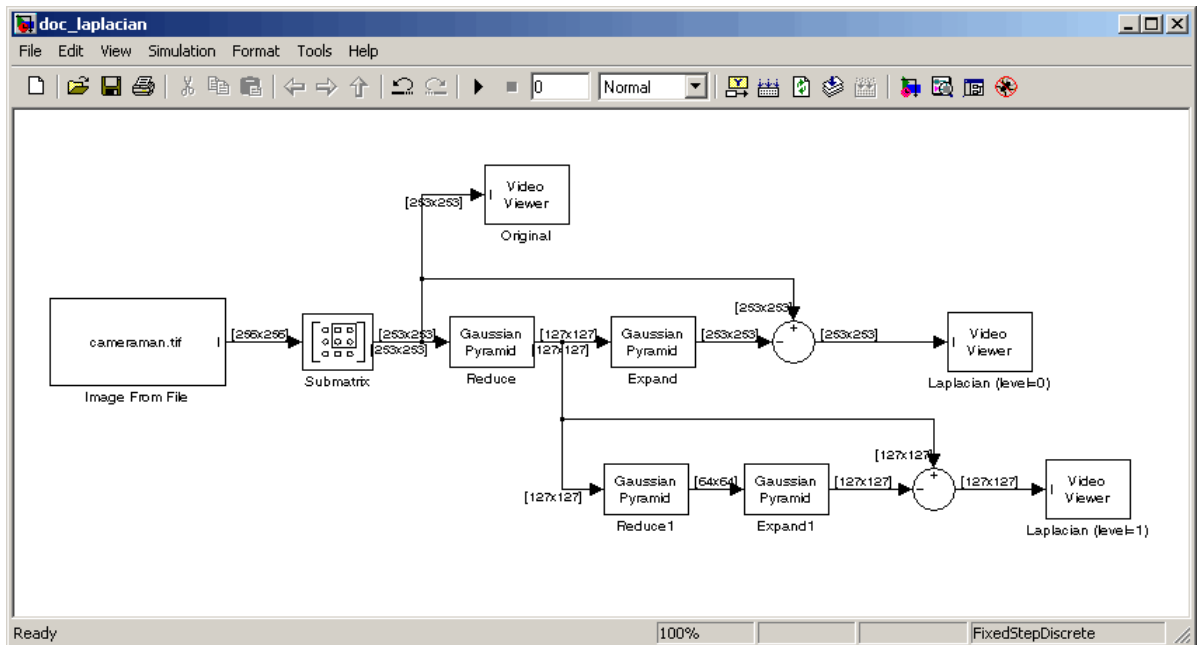 doc_laplacian
File Edit View Simulation Format Tools Help
0 Normal
Video
Viewer
[253x253]
Original
[253x253]
cameraman.tif
I
[256x256]
[253x253]
[253x253]
Gaussian
Pyramid
[127x127]
[127x127]
Gaussian
Pyramid
[253x253]
[253x253]
I
Video
Viewer
Image From File
Submatrix
Reduce
Expand
Laplacian (level=0)
[127x127]
[127x127]
Gaussian
Pyramid
[64x64]
Gaussian
Pyramid
[127x127]
[127x127]
I
Video
Viewer
Reduce1
Expand1
Laplacian (level=1)
Ready 100% FixedStepDiscrete